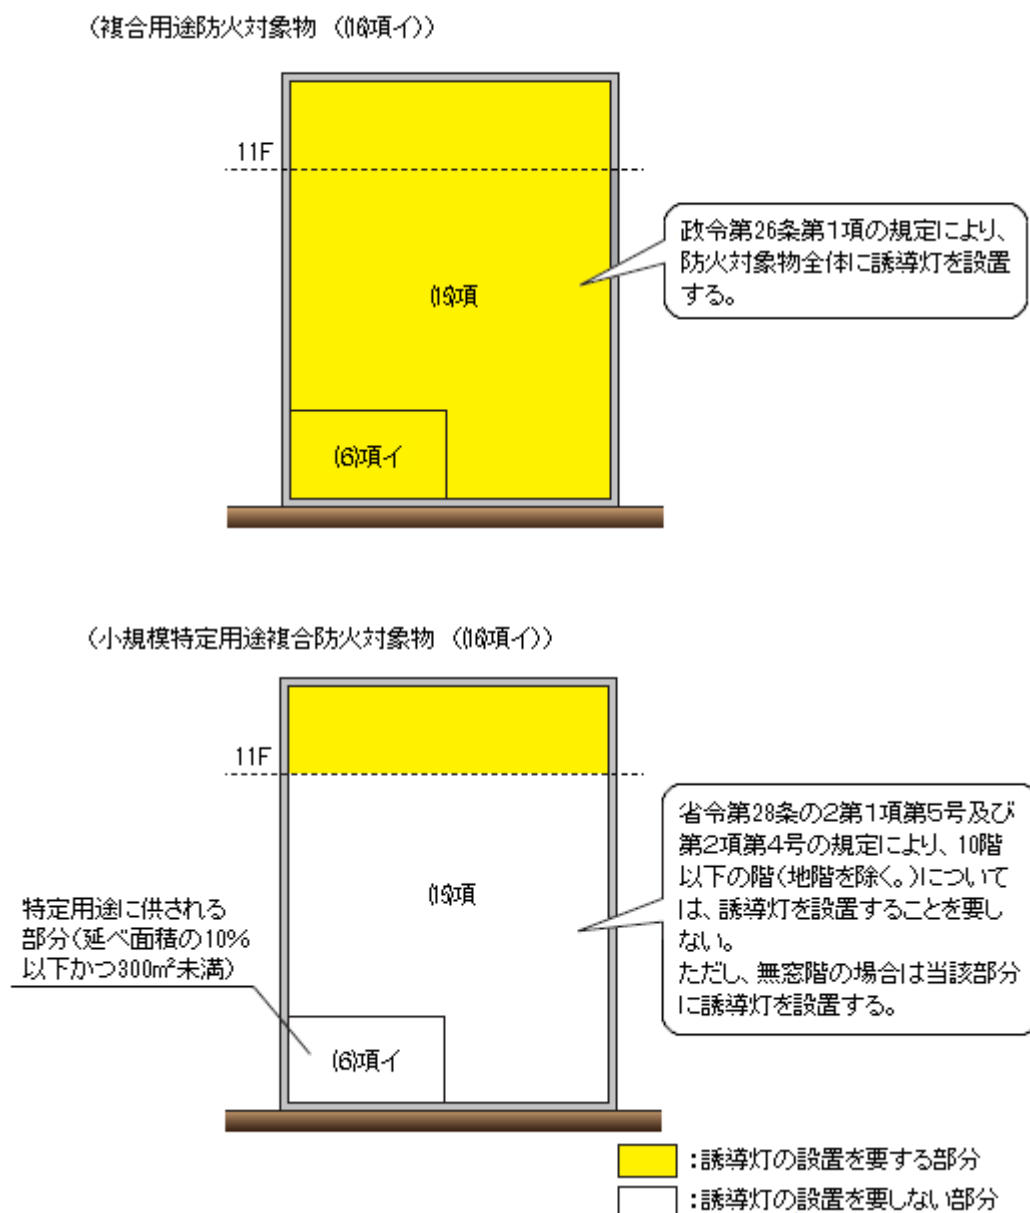 （複合用途防火対象物 （(16)項イ））
11F
政令第26条第1項の規定により、
防火対象物全体に誘導灯を設置
する。
(15)項
(6)項イ
（小規模特定用途複合防火対象物 （(16)項イ））
11F
省令第28条の2第1項第5号及び
第2項第4号の規定により、10階
以下の階(地階を除く。)について
は、誘導灯を設置することを要し
ない。
ただし、無窓階の場合は当該部分
に誘導灯を設置する。
(15)項
特定用途に供される
部分(延べ面積の10%
以下かつ300㎡未満)
(6)項イ
：誘導灯の設置を要する部分
：誘導灯の設置を要しない部分